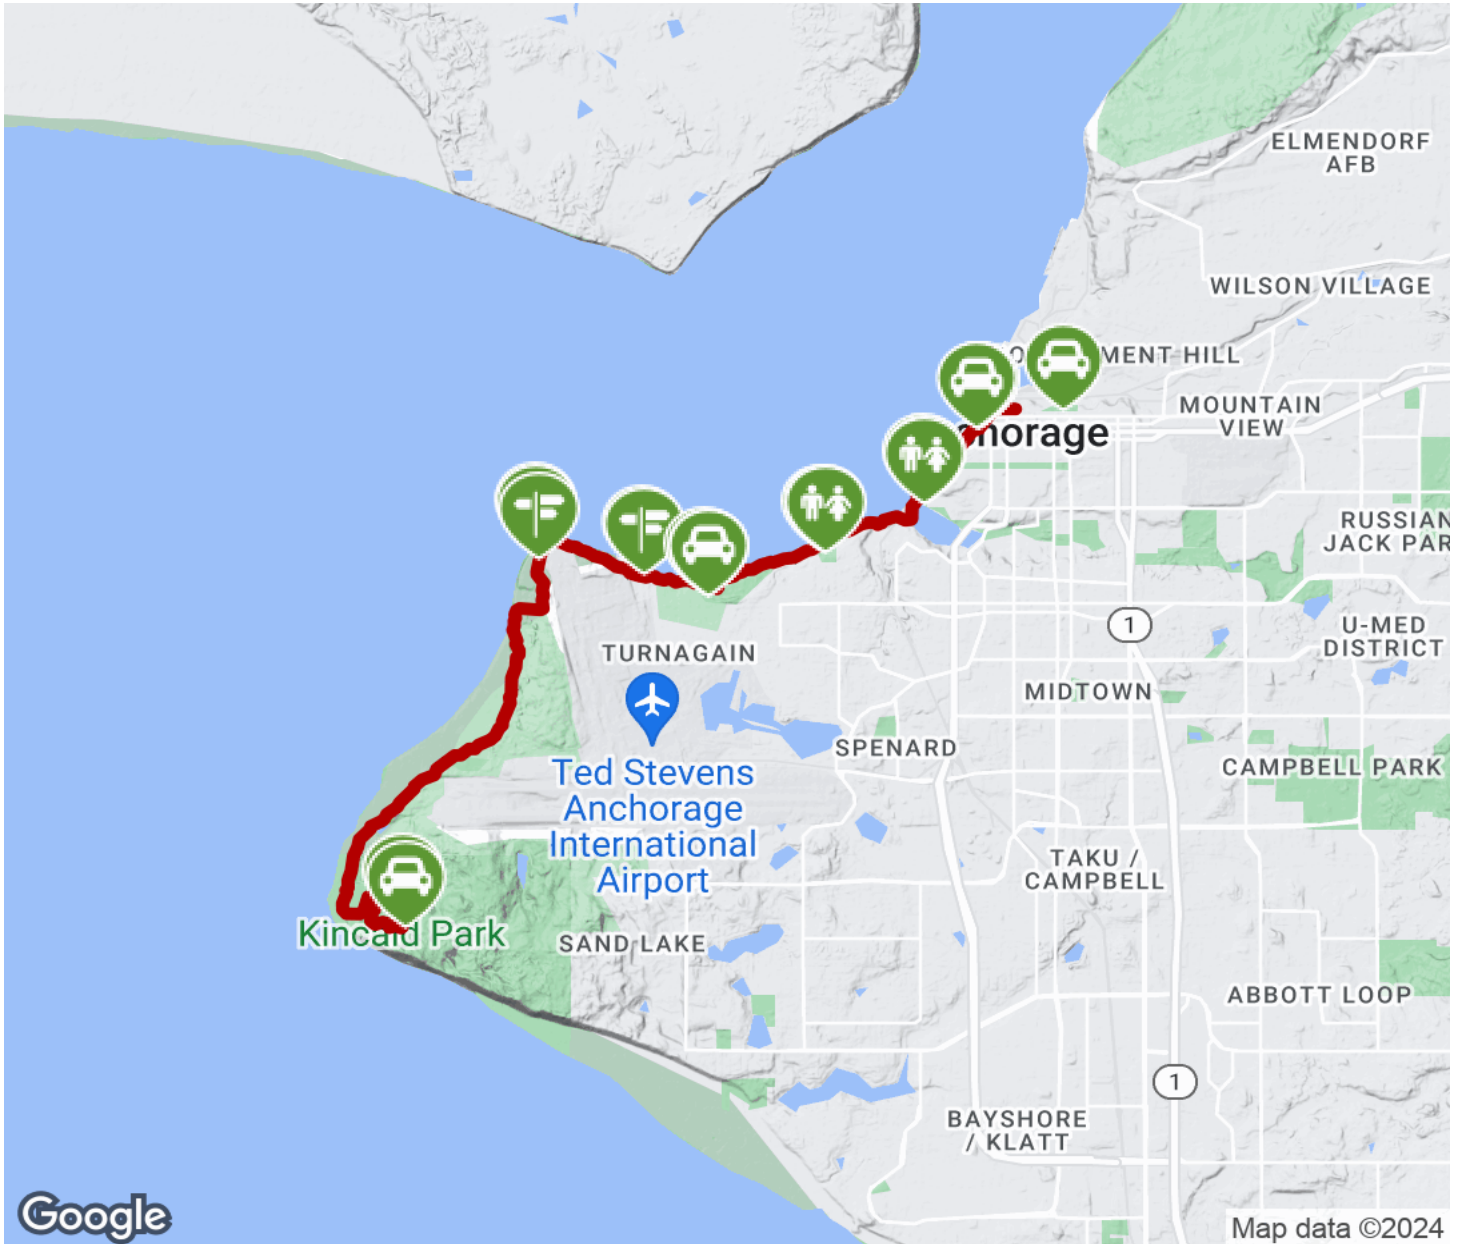 ELMENDORF
AFB
WILSON VILLAGE
MENT HILL
MOUNTAIN
VIEW
chorage
RUSSIAN
JACK PAR
1
U-MED
DISTRICT
TURNAGAIN
MIDTOWN
SPENARD
Ted Stevens
Anchorage
International
Airport
CAMPBELL PARK
TAKU /
CAMPBELL
Kincaid Park
SAND LAKE
ABBOTT LOOP
1
BAYSHORE
/ KLATT
Google
Map data ©2024